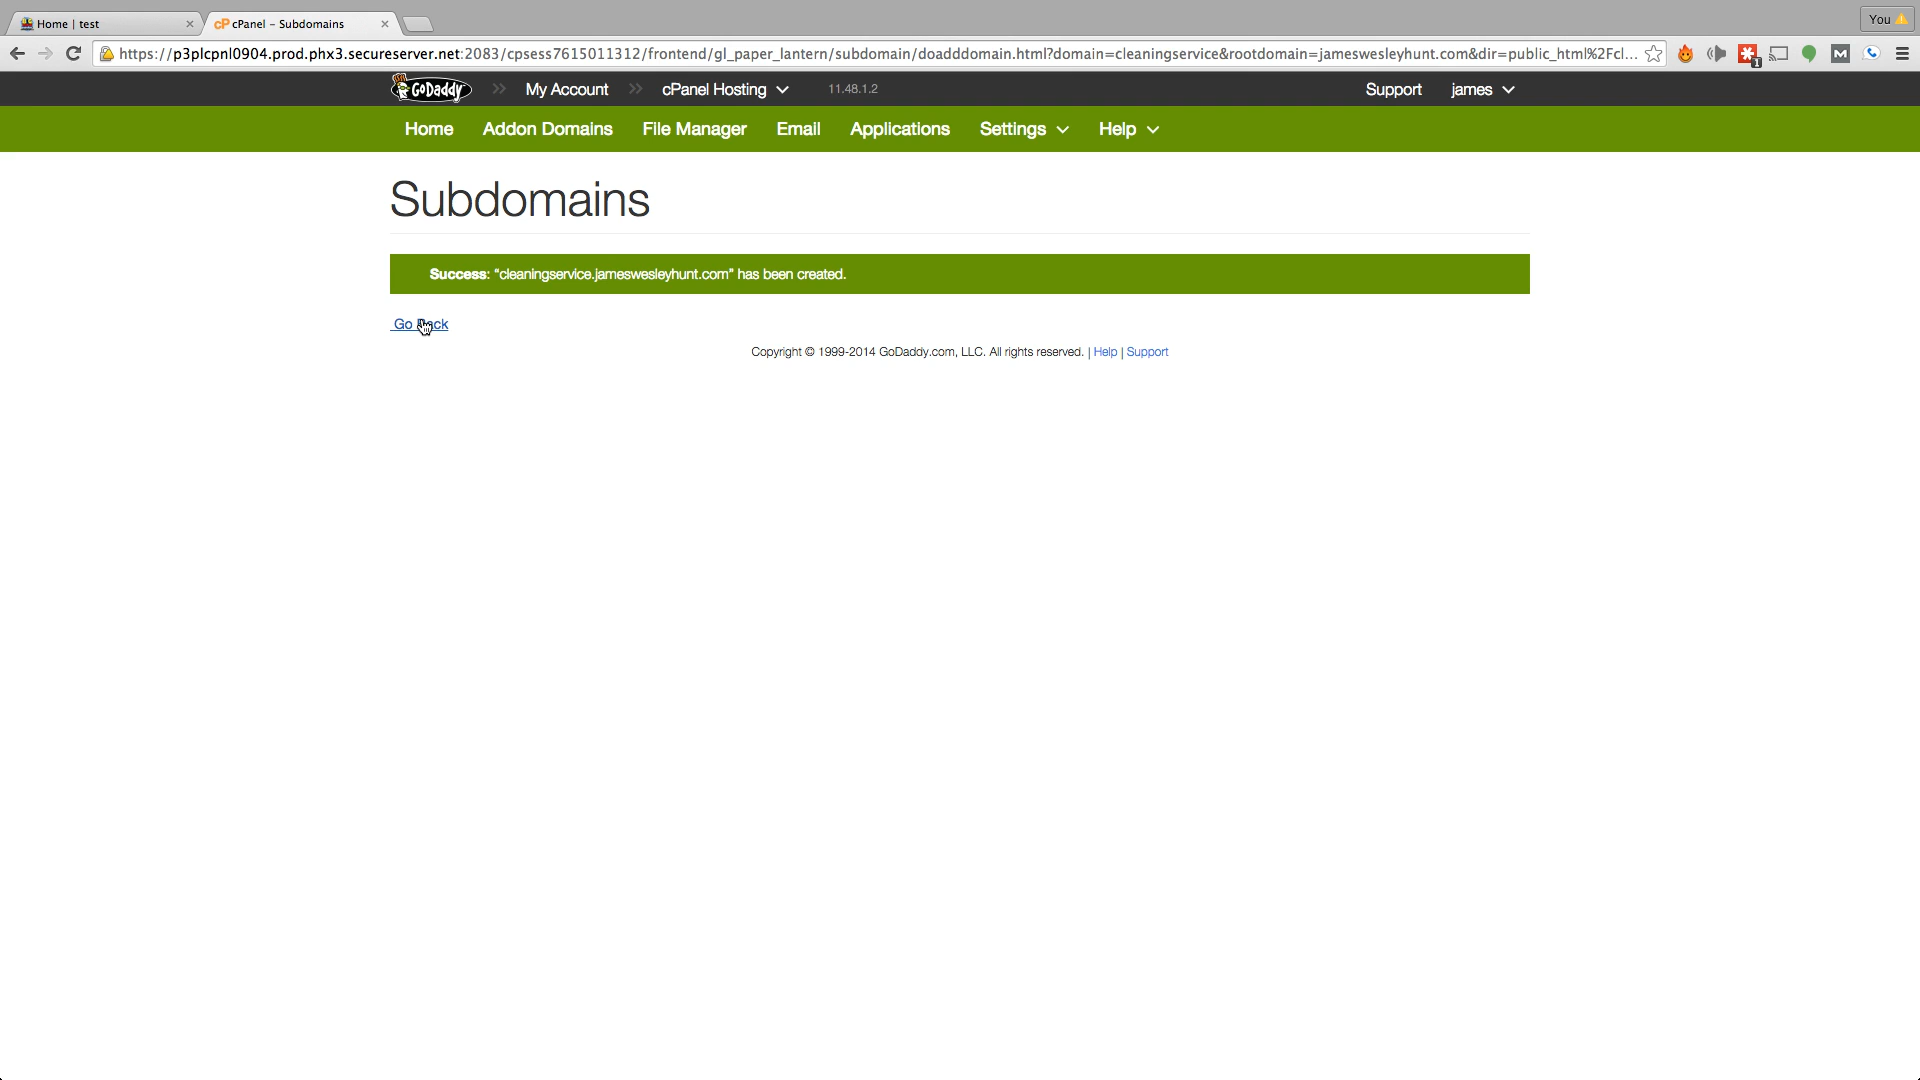 Home | test
cPanel - Subdomains
You
https://p3plcpnl0904.prod.phx3.secureserver.net:2083/cpsess7615011312/frontend/gl_paper_lantern/subdomain/doadddomain.html?domain=cleaningservice&rootdomain=jameswesleyhunt.com&dir=public_html%2Fcl...
GoDaddy My Account cPanel Hosting 11.48.1.2 Support james
Home Addon Domains File Manager Email Applications Settings Help
Subdomains
Success: “cleaningservice.jameswesleyhunt.com” has been created.
Go Back
Copyright © 1999-2014 GoDaddy.com, LLC. All rights reserved. | Help | Support